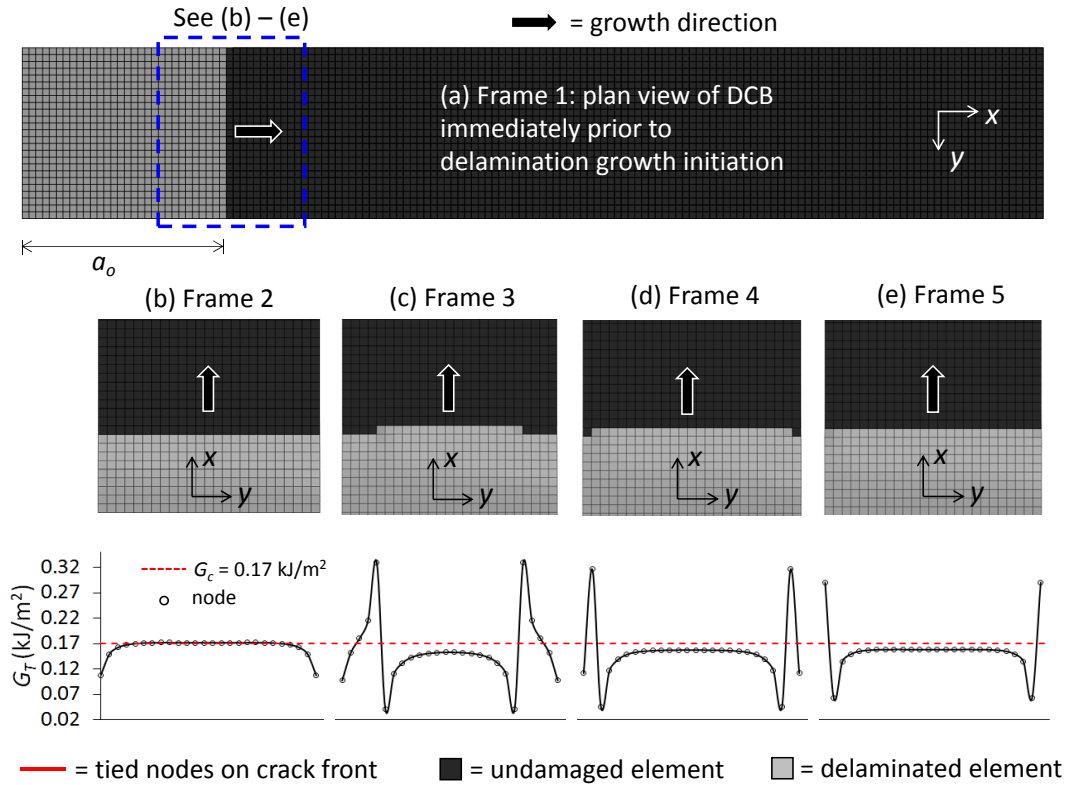 See (b) – (e)
= growth direction
(a) Frame 1: plan view of DCB
immediately prior to
delamination growth initiation
x
y
a_o
(b) Frame 2
(c) Frame 3
(d) Frame 4
(e) Frame 5
x
y
x
y
x
y
x
y
G_T (kJ/m²)
0.32
0.27
0.22
0.17
0.12
0.07
0.02
G_c = 0.17 kJ/m²
node
= tied nodes on crack front
= undamaged element
= delaminated element